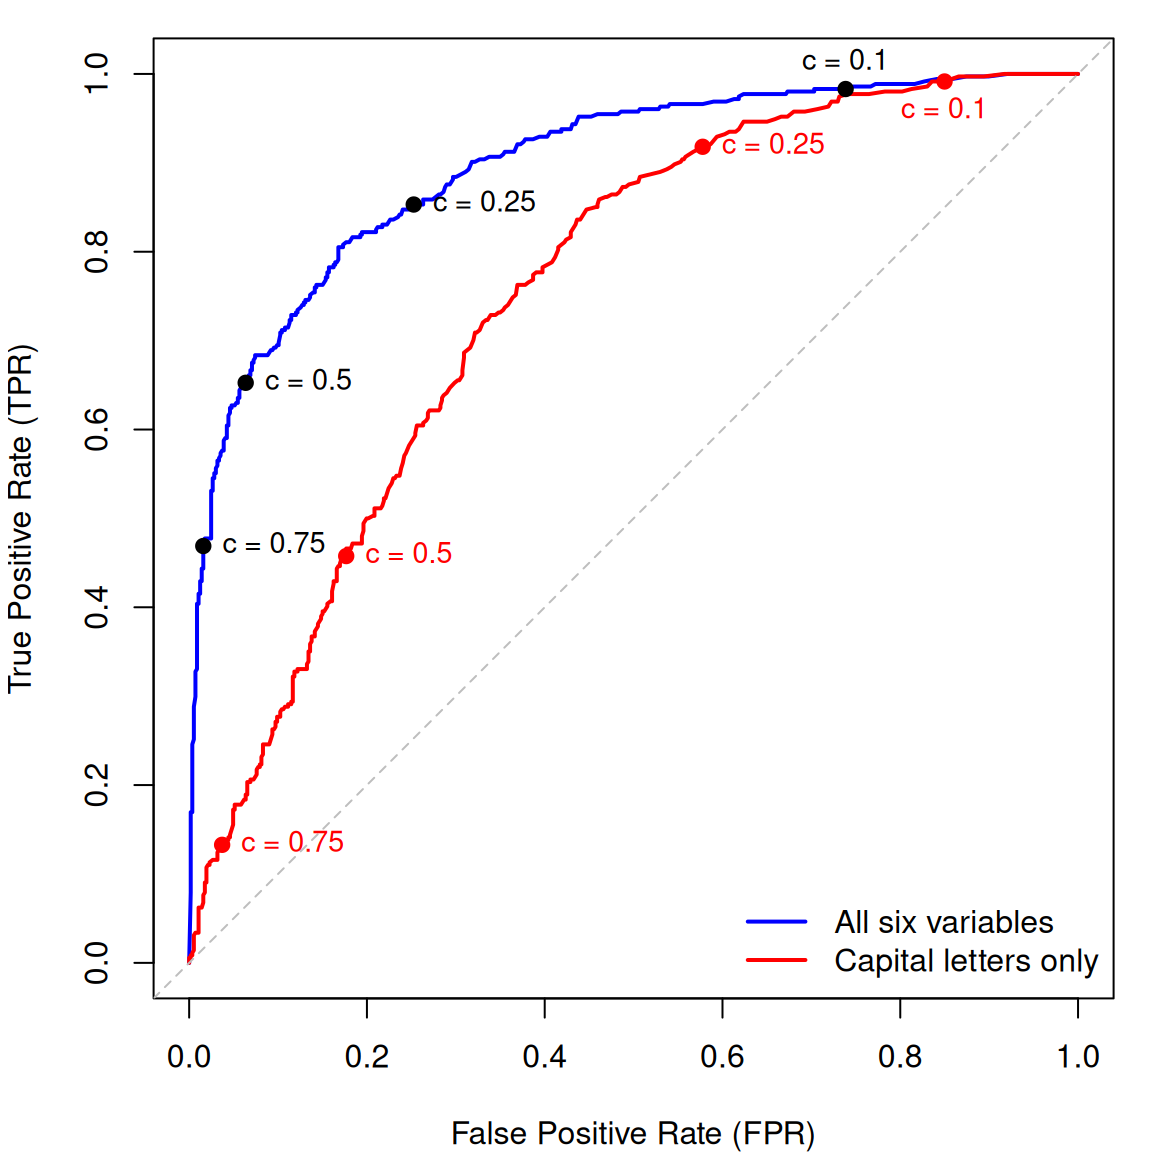 c = 0.1
c = 0.1
c = 0.25
c = 0.25
c = 0.5
c = 0.75
c = 0.5
c = 0.75
All six variables
Capital letters only
1.0
0.8
0.6
0.4
0.2
0.0
True Positive Rate (TPR)
0.0 0.2 0.4 0.6 0.8 1.0
False Positive Rate (FPR)